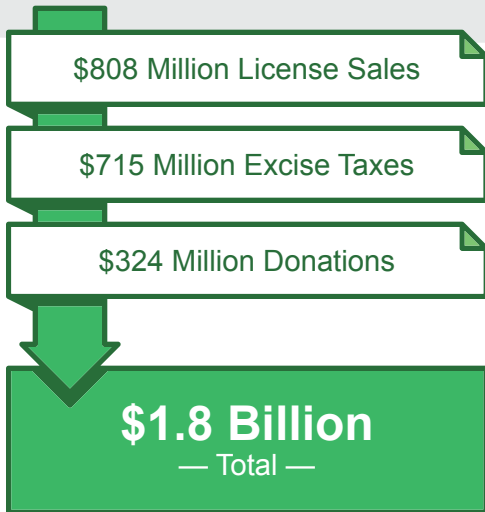 $808 Million License Sales
$715 Million Excise Taxes
$324 Million Donations
$1.8 Billion
— Total —